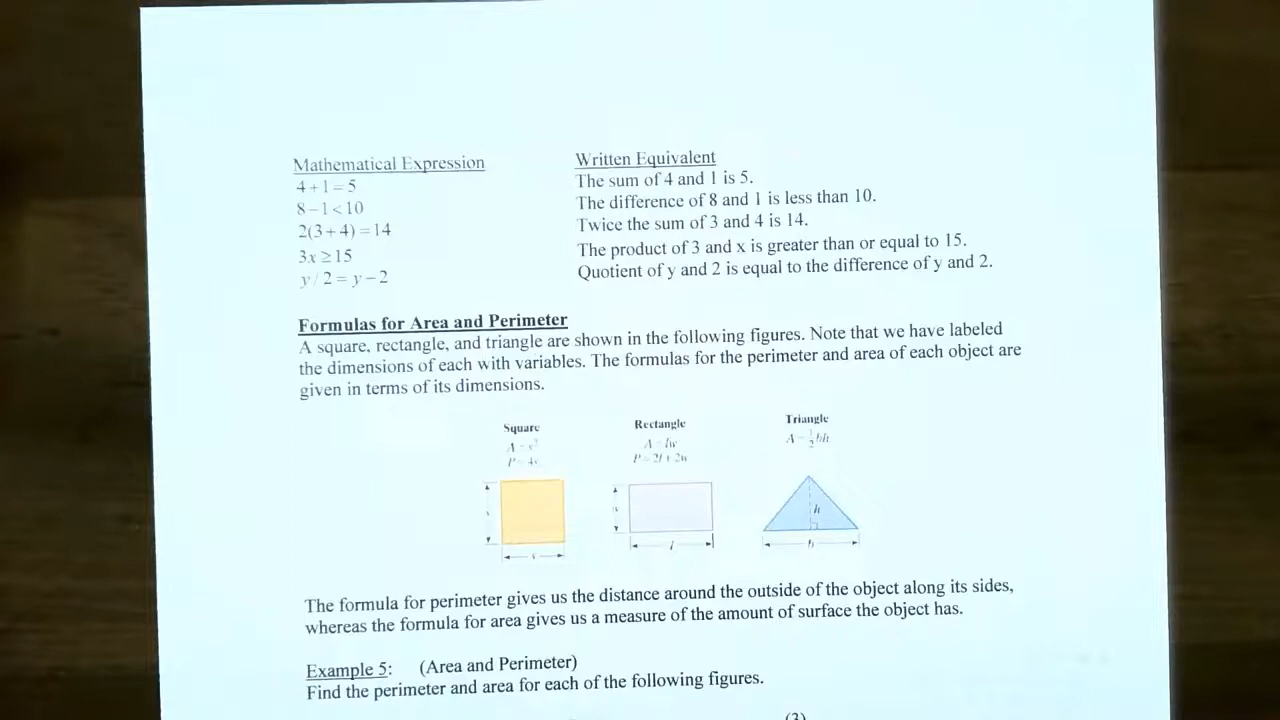 Mathematical Expression
4+1=5
8−1<10
2(3+4)=14
3x≥15
y/2=y−2
Written Equivalent
The sum of 4 and 1 is 5.
The difference of 8 and 1 is less than 10.
Twice the sum of 3 and 4 is 14.
The product of 3 and x is greater than or equal to 15.
Quotient of y and 2 is equal to the difference of y and 2.
Formulas for Area and Perimeter
A square, rectangle, and triangle are shown in the following figures. Note that we have labeled
the dimensions of each with variables. The formulas for the perimeter and area of each object are
given in terms of its dimensions.
Square
A = s²
P = 4s
s
Rectangle
A = lw
P = 2l + 2w
l
Triangle
A = ½bh
h
b
The formula for perimeter gives us the distance around the outside of the object along its sides,
whereas the formula for area gives us a measure of the amount of surface the object has.
Example 5: (Area and Perimeter)
Find the perimeter and area for each of the following figures.
(3)